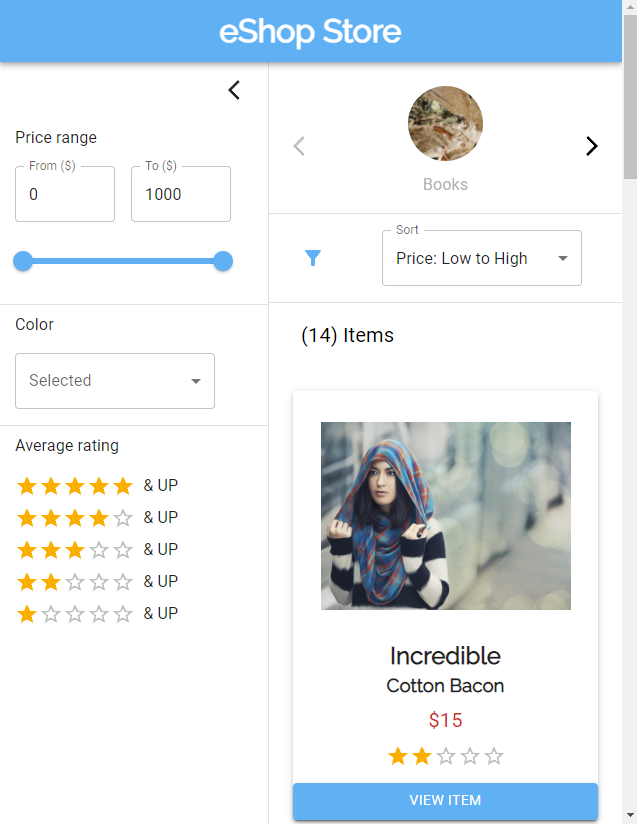 eShop Store
Price range
From ($)
0
To ($)
1000
Color
Selected
Average rating
& UP
& UP
& UP
& UP
& UP
Books
Sort
Price: Low to High
(14) Items
Incredible
Cotton Bacon
$15
VIEW ITEM